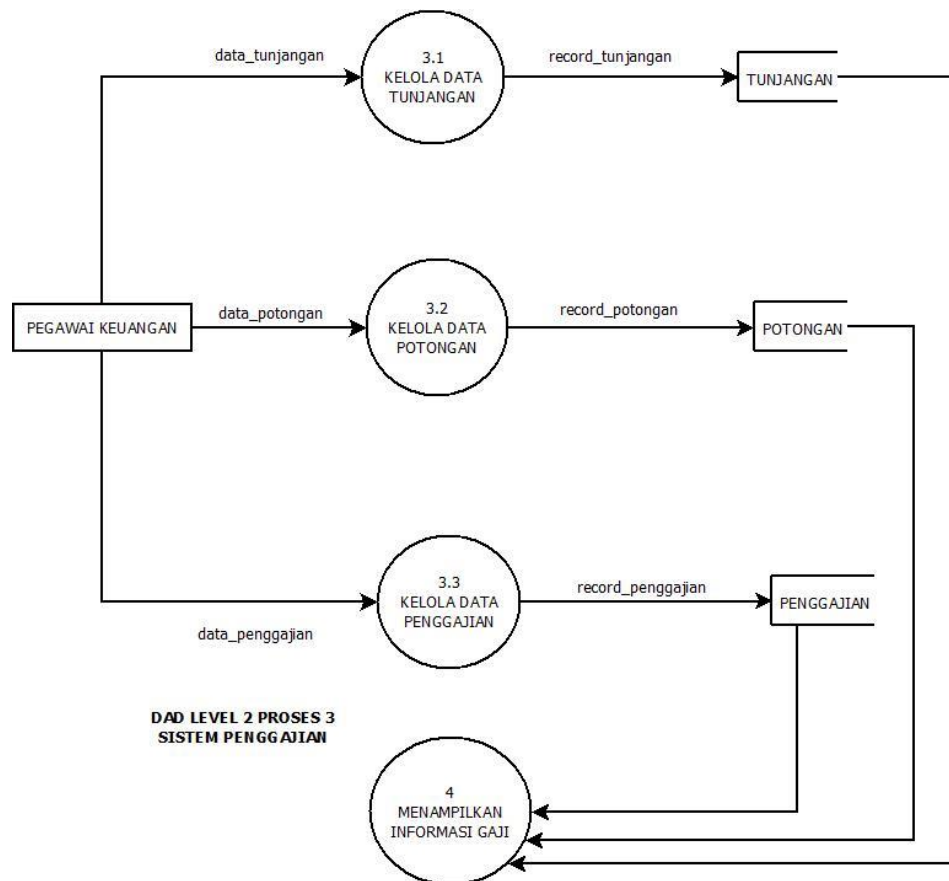 data_tunjangan
3.1
KELOLA DATA
TUNJANGAN
record_tunjangan
TUNJANGAN
PEGAWAI KEUANGAN
data_potongan
3.2
KELOLA DATA
POTONGAN
record_potongan
POTONGAN
data_penggajian
3.3
KELOLA DATA
PENGGAJIAN
record_penggajian
PENGGAJIAN
DAD LEVEL 2 PROSES 3
SISTEM PENGGAJIAN
4
MENAMPILKAN
INFORMASI GAJI